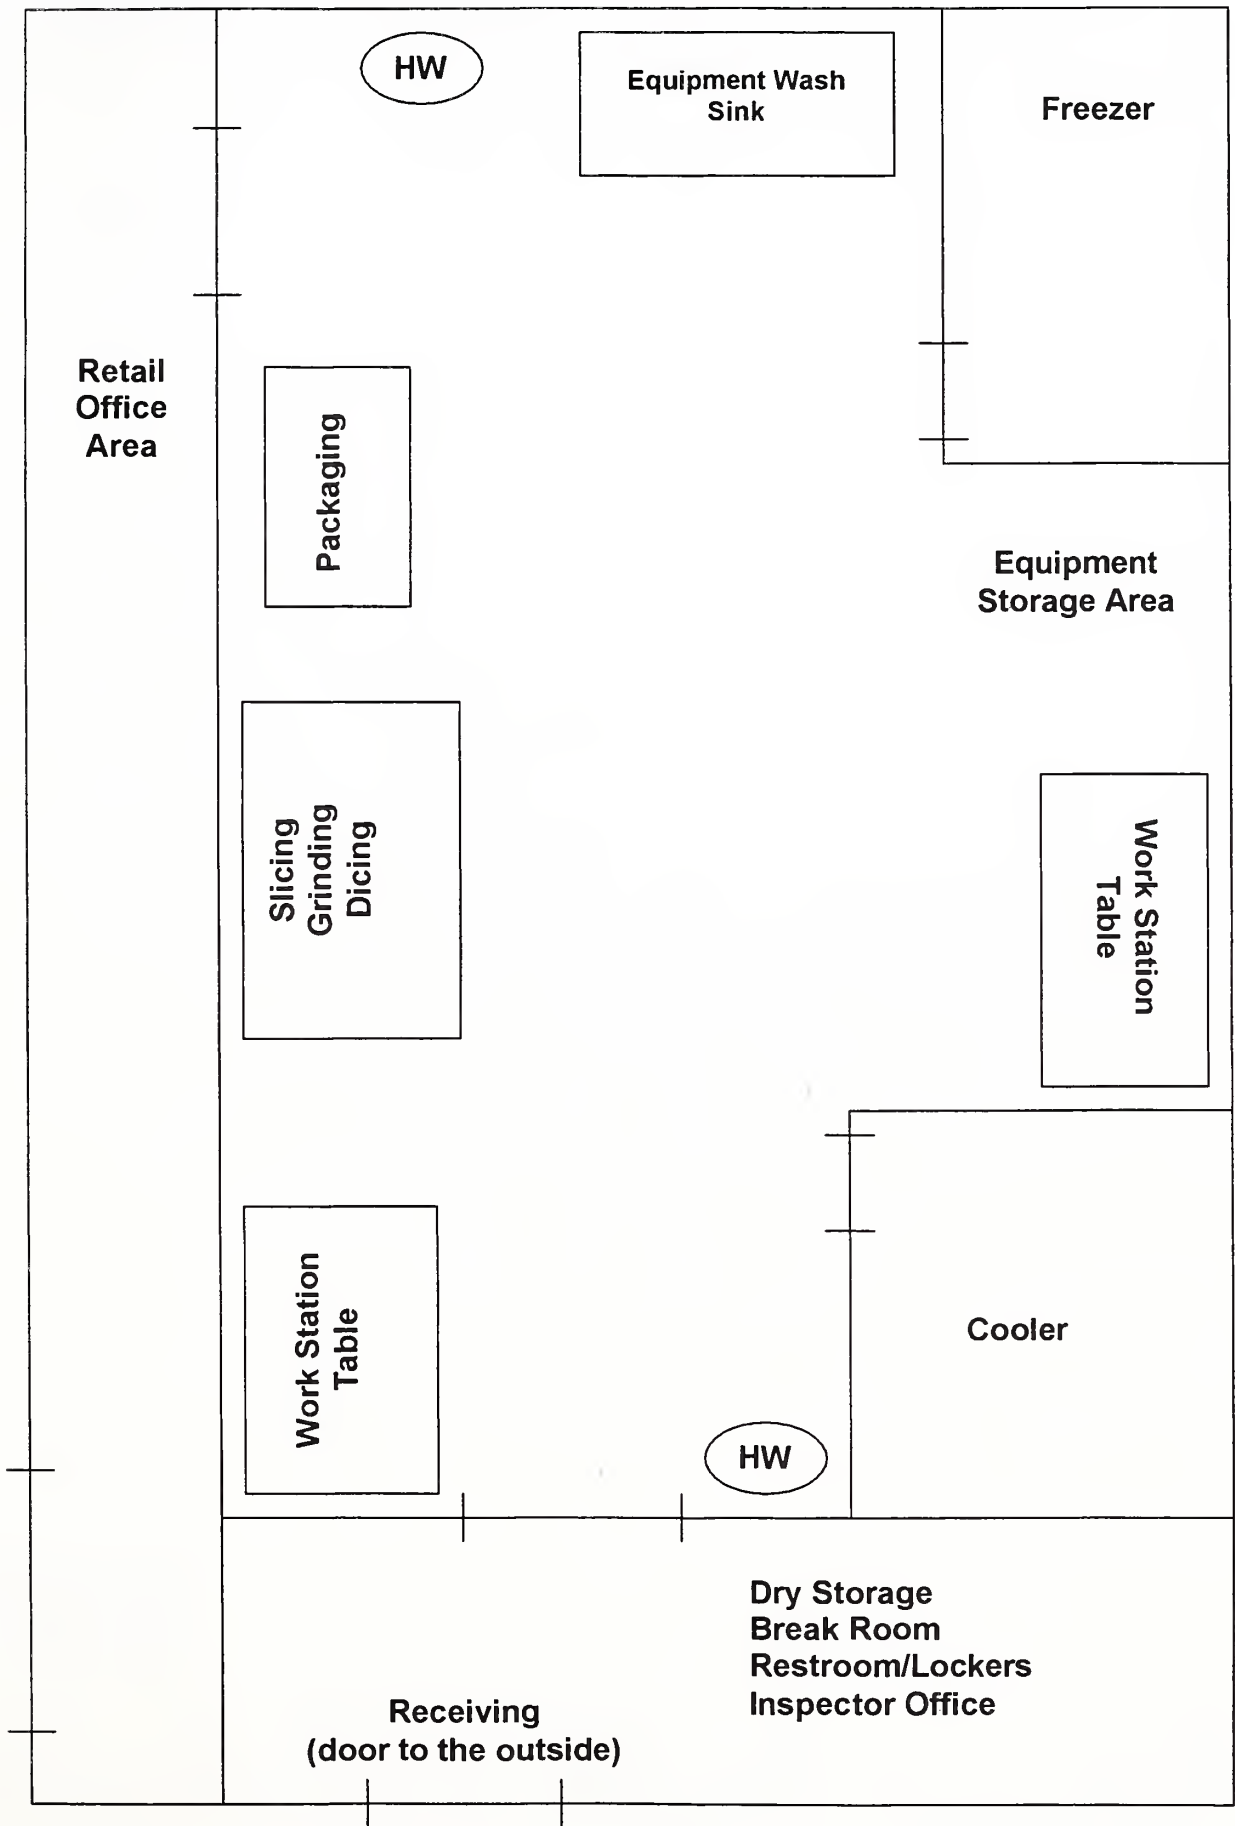 HW
Equipment Wash
Sink
Freezer
Retail
Office
Area
Packaging
Equipment
Storage Area
Slicing
Grinding
Dicing
Work Station
Table
Work Station
Table
Cooler
HW
Dry Storage
Break Room
Restroom/Lockers
Inspector Office
Receiving
(door to the outside)